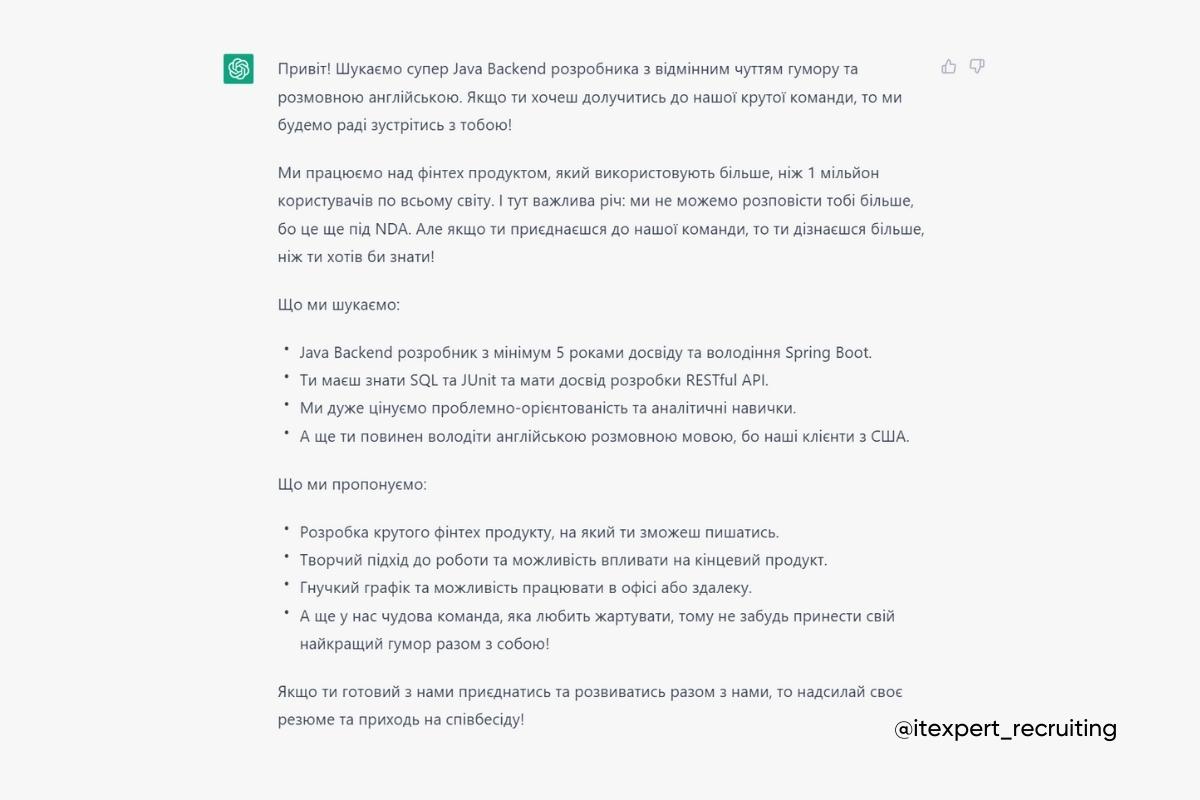 Привіт! Шукаємо супер Java Backend розробника з відмінним чуттям гумору та
розмовною англійською. Якщо ти хочеш долучитись до нашої крутої команди, то ми
будемо раді зустрітись з тобою!
Ми працюємо над фінтех продуктом, який використовують більше, ніж 1 мільйон
користувачів по всьому світу. І тут важлива річ: ми не можемо розповісти тобі більше,
бо це ще під NDA. Але якщо ти приєднаєшся до нашої команди, то ти дізнаєшся більше,
ніж ти хотів би знати!
Що ми шукаємо:
• Java Backend розробник з мінімум 5 роками досвіду та володіння Spring Boot.
• Ти маєш знати SQL та JUnit та мати досвід розробки RESTful API.
• Ми дуже цінуємо проблемно-орієнтованість та аналітичні навички.
• А ще ти повинен володіти англійською розмовною мовою, бо наші клієнти з США.
Що ми пропонуємо:
• Розробка крутого фінтех продукту, на який ти зможеш пишатись.
• Творчий підхід до роботи та можливість впливати на кінцевий продукт.
• Гнучкий графік та можливість працювати в офісі або здалеку.
• А ще у нас чудова команда, яка любить жартувати, тому не забудь принести свій
найкращий гумор разом з собою!
Якщо ти готовий з нами приєднатись та розвиватись разом з нами, то надсилай своє
резюме та приходь на співбесіду!
@itexpert_recruiting